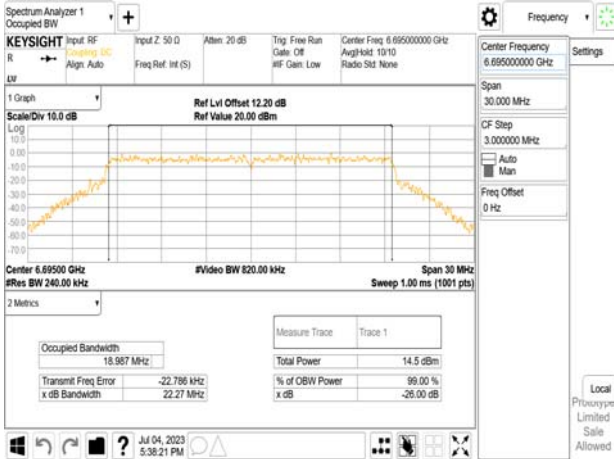 Spectrum Analyzer 1
Occupied BW
Frequency
KEYSIGHT
R
LXI
Input: RF
Coupling: DC
Align: Auto
Input Z: 50 Ω
Freq Ref: Int (S)
Atten: 20 dB
Trig: Free Run
Gate: Off
#IF Gain: Low
Center Freq: 6.695000000 GHz
Avg|Hold: 10/10
Radio Std: None
Center Frequency
6.695000000 GHz
Settings
Span
30.000 MHz
CF Step
3.000000 MHz
Auto
Man
Freq Offset
0 Hz
1 Graph
Scale/Div 10.0 dB
Ref Lvl Offset 12.20 dB
Ref Value 20.00 dBm
Log
10.0
0.00
-10.0
-20.0
-30.0
-40.0
-50.0
-60.0
-70.0
Center 6.69500 GHz
#Res BW 240.00 kHz
#Video BW 820.00 kHz
Span 30 MHz
Sweep 1.00 ms (1001 pts)
2 Metrics
Measure Trace
Trace 1
Occupied Bandwidth
18.987 MHz
Total Power
14.5 dBm
Transmit Freq Error
-22.786 kHz
% of OBW Power
99.00 %
x dB Bandwidth
22.27 MHz
x dB
-26.00 dB
Local
Prototype
Limited
Sale
Allowed
?
Jul 04, 2023
5:38:21 PM